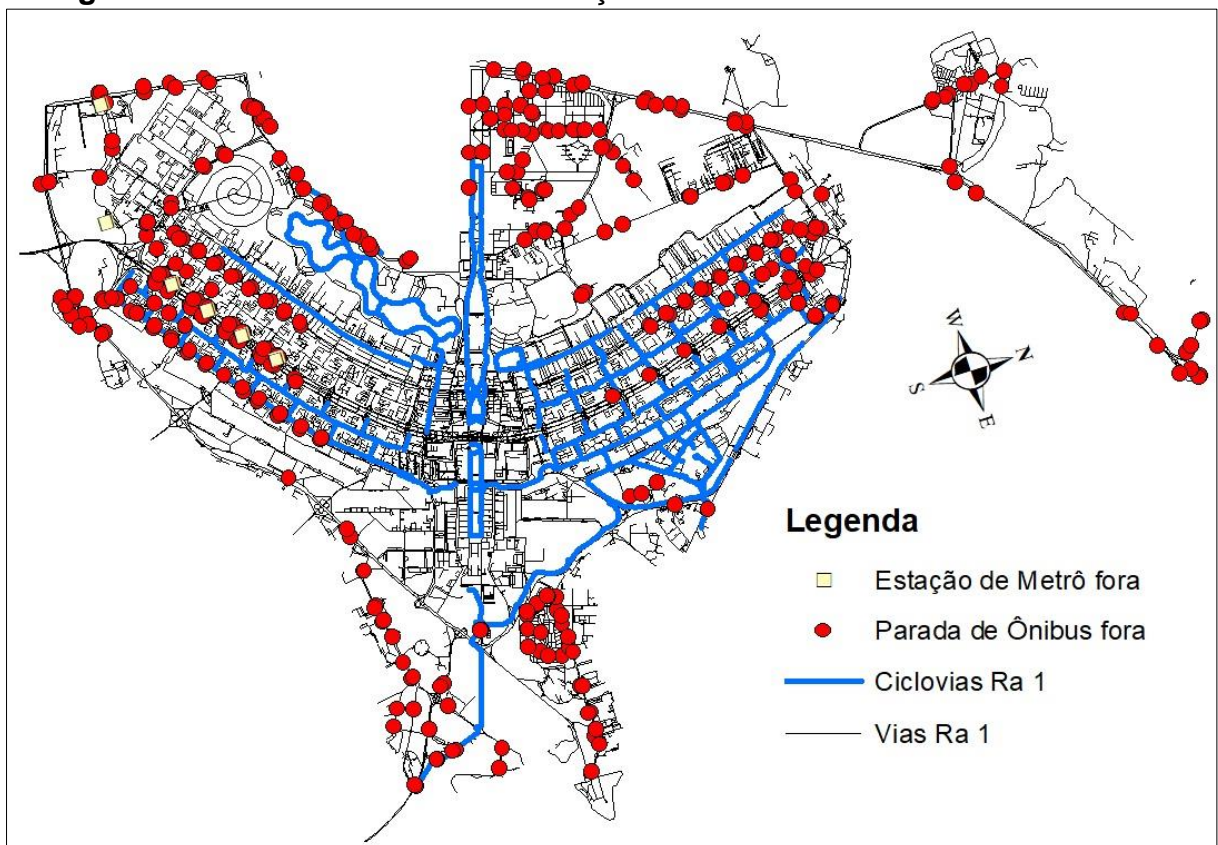 W
N
S
E
Legenda
Estação de Metrô fora
Parada de Ônibus fora
Ciclovias Ra 1
Vias Ra 1